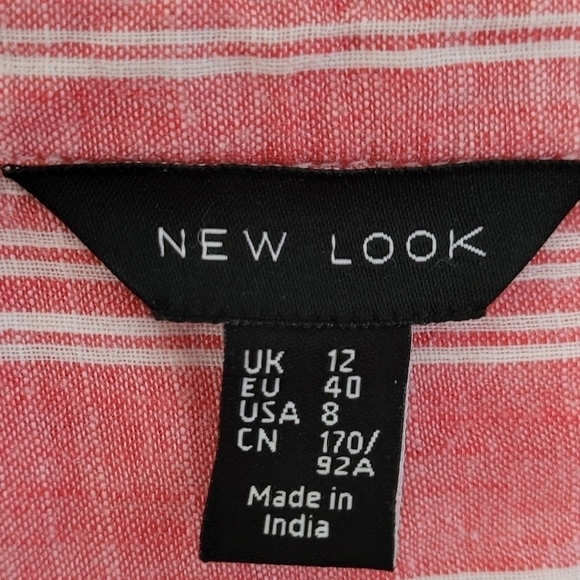 NEW LOOK
UK 12
EU 40
USA 8
CN 170/
92A
Made in
India